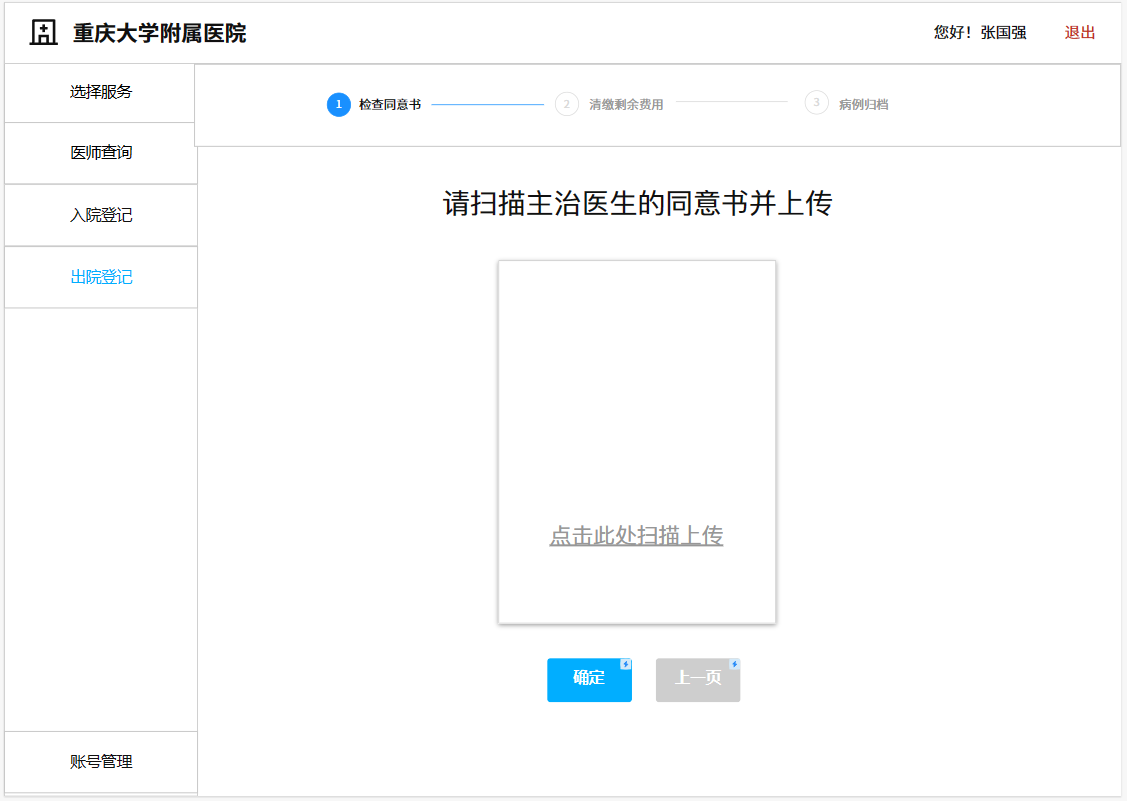 重庆大学附属医院
您好！张国强
退出
选择服务
医师查询
入院登记
出院登记
账号管理
1 检查同意书
2 清缴剩余费用
3 病例归档
请扫描主治医生的同意书并上传
点击此处扫描上传
确定
上一页